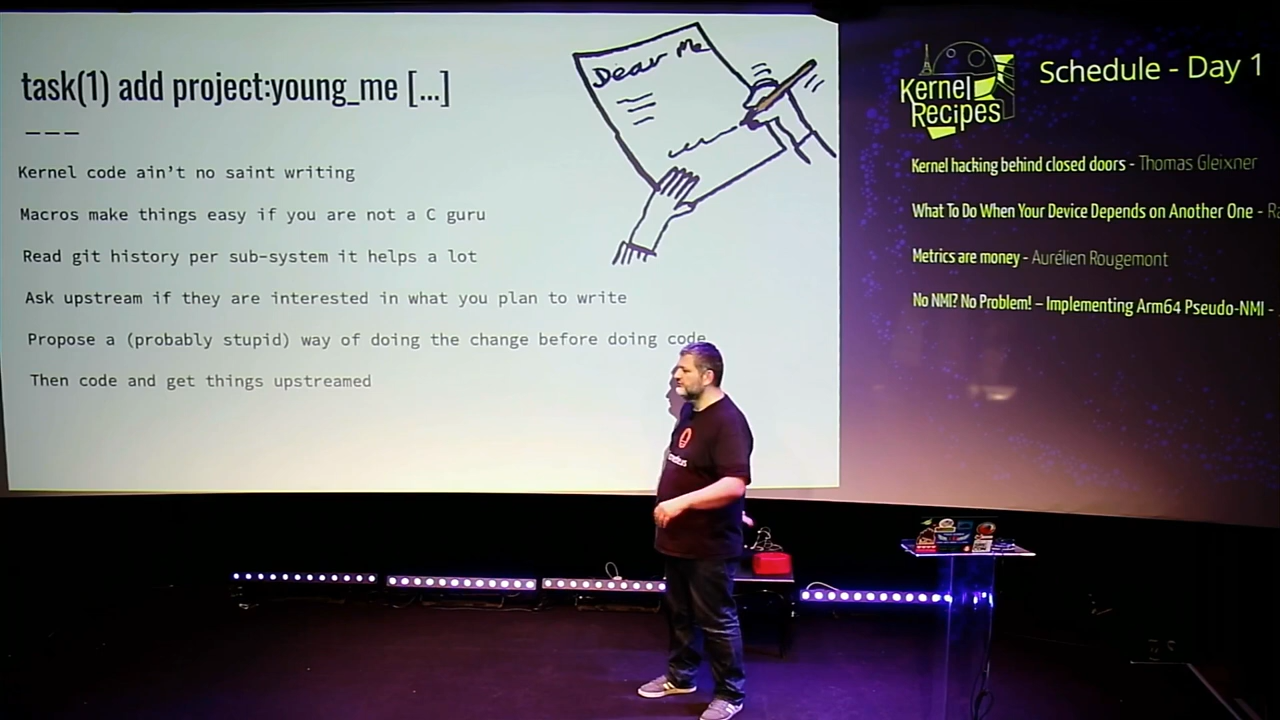 task(1) add project:young_me [...]
Dear Me
Kernel code ain't no saint writing
Macros make things easy if you are not a C guru
Read git history per sub-system it helps a lot
Ask upstream if they are interested in what you plan to write
Propose a (probably stupid) way of doing the change before doing code
Then code and get things upstreamed
Kernel
Recipes
Schedule - Day 1
Kernel hacking behind closed doors - Thomas Gleixner
What To Do When Your Device Depends on Another One - Ra
Metrics are money - Aurélien Rougemont
No NMI? No Problem! – Implementing Arm64 Pseudo-NMI -